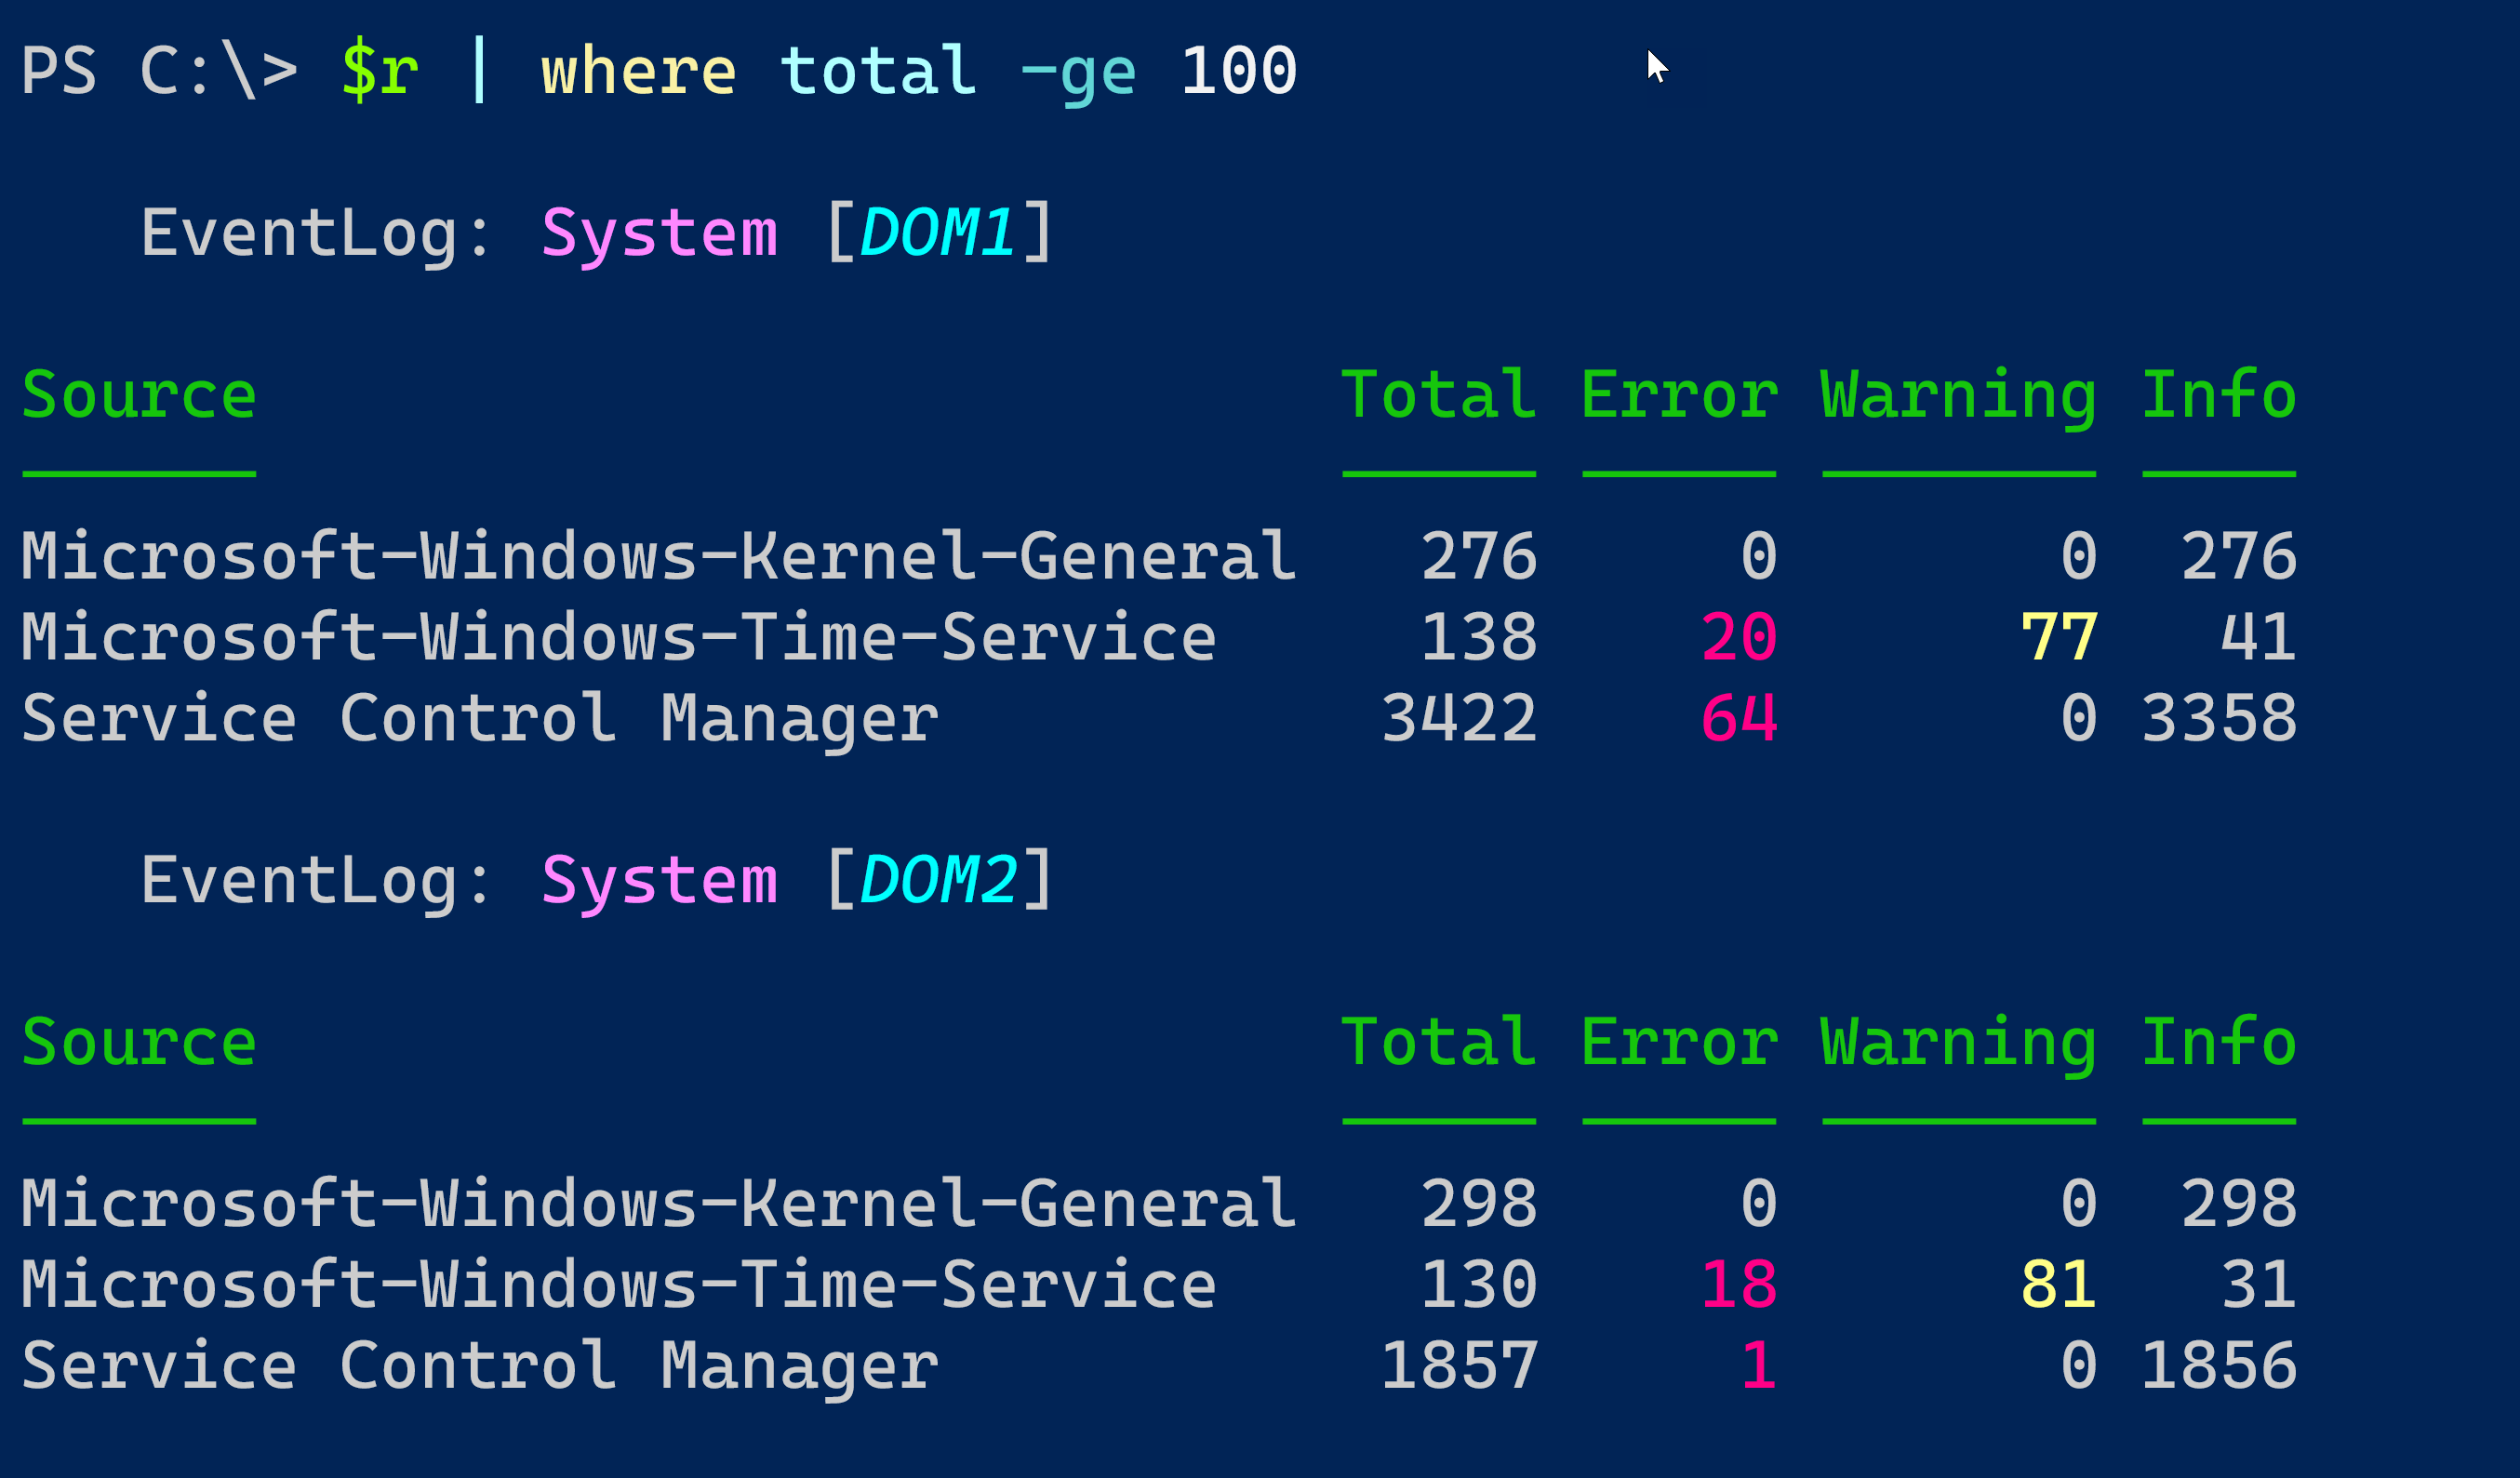 PS C:\> $r | where total -ge 100
EventLog: System [DOM1]
Source Total Error Warning Info
Microsoft-Windows-Kernel-General 276 0 0 276
Microsoft-Windows-Time-Service 138 20 77 41
Service Control Manager 3422 64 0 3358
EventLog: System [DOM2]
Source Total Error Warning Info
Microsoft-Windows-Kernel-General 298 0 0 298
Microsoft-Windows-Time-Service 130 18 81 31
Service Control Manager 1857 1 0 1856